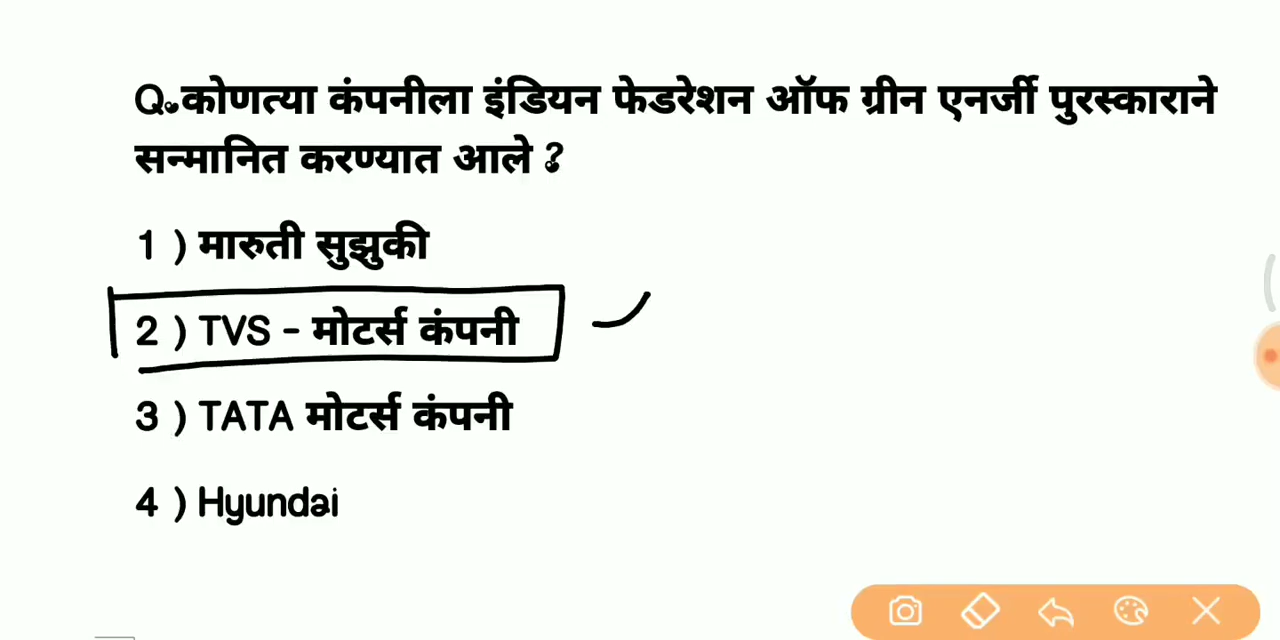 Q. कोणत्या कंपनीला इंडियन फेडरेशन ऑफ ग्रीन एनर्जी पुरस्काराने
सन्मानित करण्यात आले ?
1 ) मारुती सुझुकी
2 ) TVS - मोटर्स कंपनी
3 ) TATA मोटर्स कंपनी
4 ) Hyundai